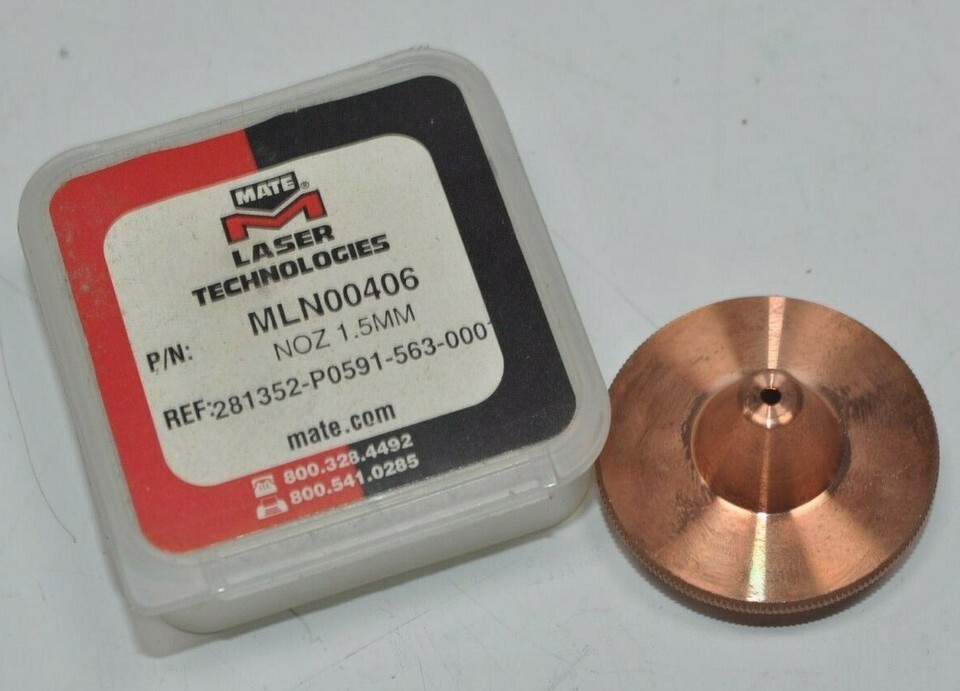 MATE®
LASER
TECHNOLOGIES
P/N: MLN00406
NOZ 1.5MM
REF:281352-P0591-563-0001
mate.com
800.328.4492
800.541.0285